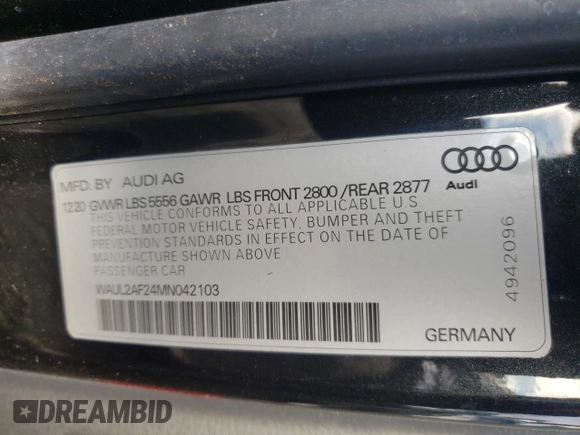 MFD. BY AUDI AG
12.20 GVWR LBS 5556 GAWR LBS FRONT 2800 / REAR 2877
THIS VEHICLE CONFORMS TO ALL APPLICABLE U.S.
FEDERAL MOTOR VEHICLE SAFETY, BUMPER AND THEFT
PREVENTION STANDARDS IN EFFECT ON THE DATE OF
MANUFACTURE SHOWN ABOVE
PASSENGER CAR
WAUL2AF24MN042103
Audi
4942096
GERMANY
DREAMBID